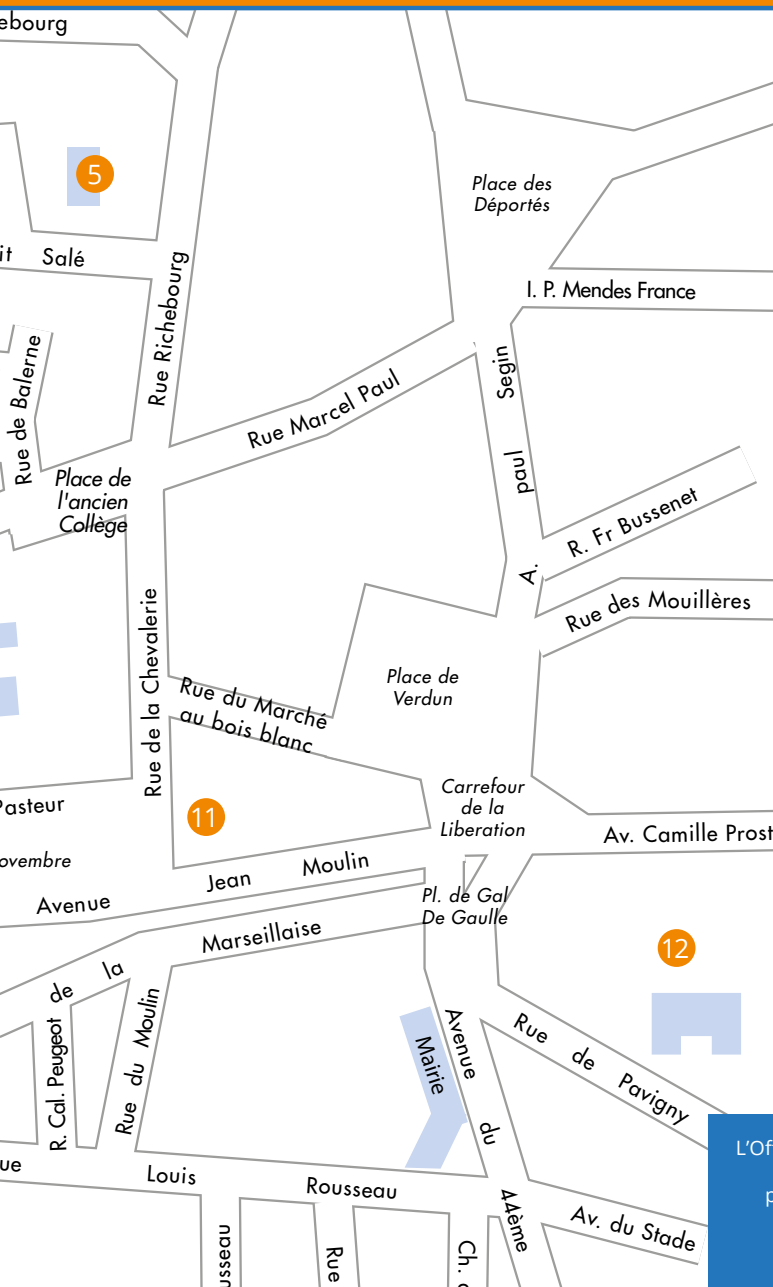 ebourg
5
Place des
Déportés
it Salé
I. P. Mendes France
Rue Richebourg
Rue de Balerne
Rue Marcel Paul
A. paul Segin
Place de
l'ancien
Collège
R. Fr Bussenet
Rue des Mouillères
Rue de la Chevalerie
Place de
Verdun
Rue du Marché
au bois blanc
Pasteur
11
Carrefour
de la
Liberation
Av. Camille Prost
ovembre
Avenue Jean Moulin
Pl. de Gal
De Gaulle
de la Marseillaise
12
R. Cal. Peugeot
Rue du Moulin
Mairie
Avenue du 44ème
Rue de Pavigny
L'Of
p
ue Louis Rousseau
Av. du Stade
usseau
Rue
Ch.